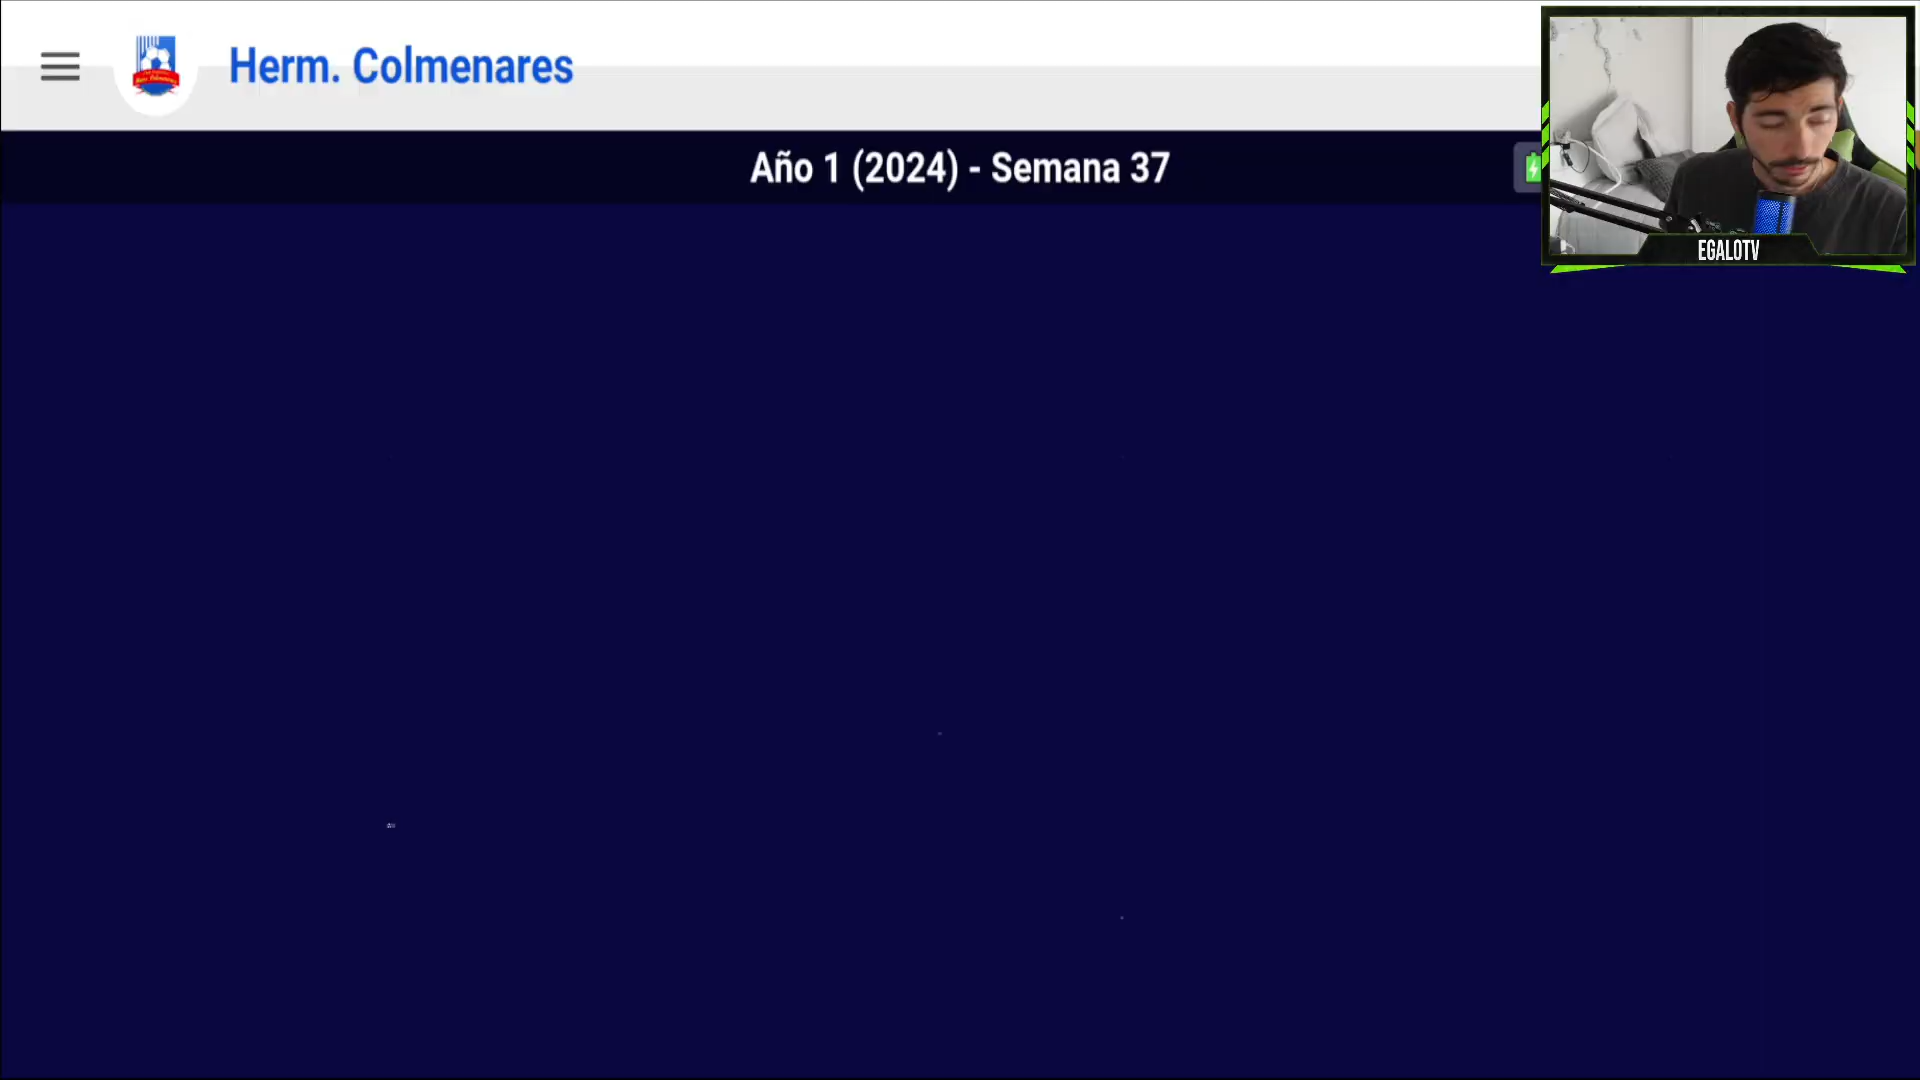 Herm. Colmenares
Año 1 (2024) - Semana 37
EGALOTV